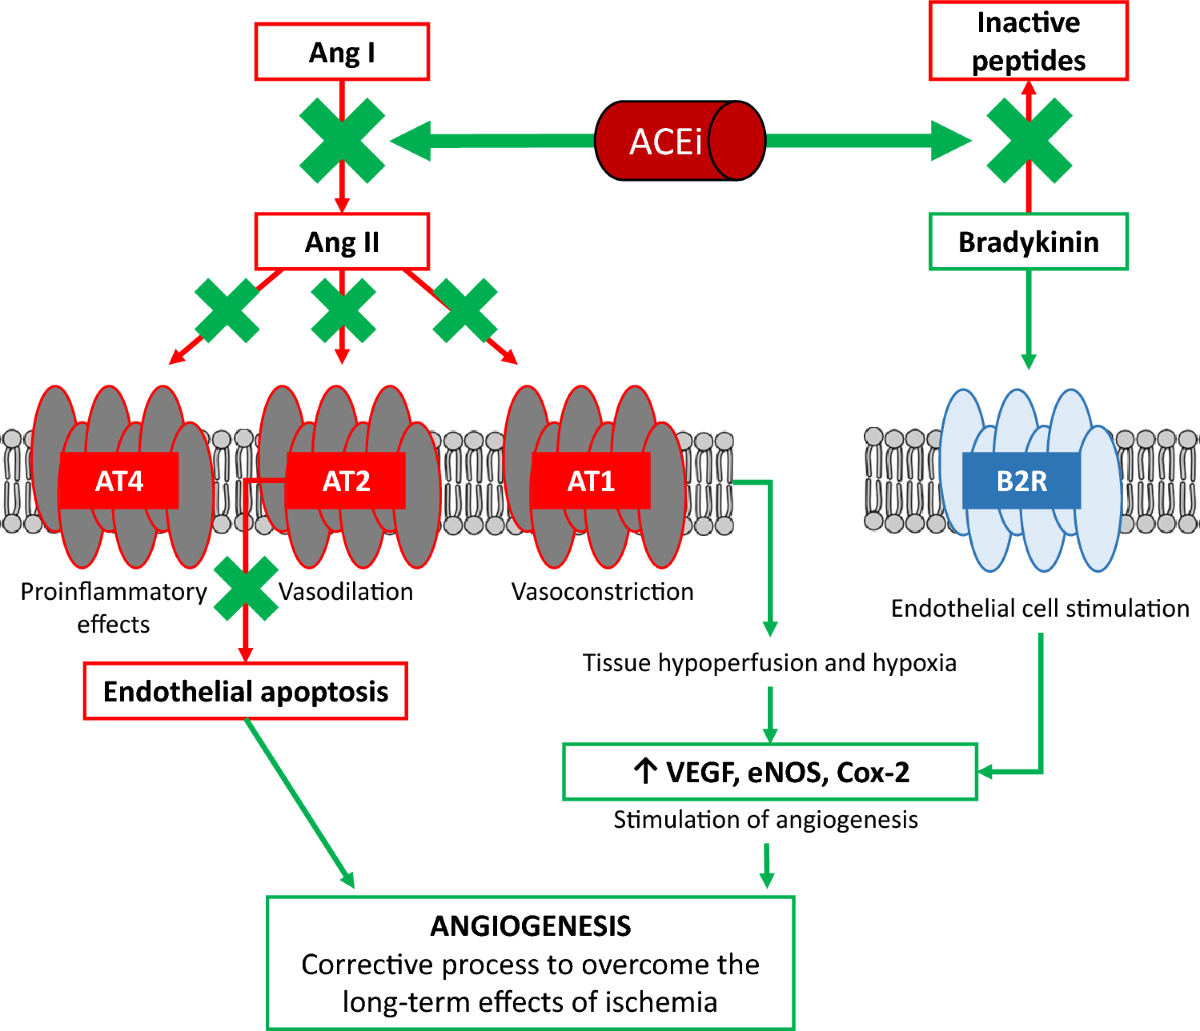 Ang I
Inactive
peptides
ACEi
Ang II
Bradykinin
AT4
AT2
AT1
B2R
Proinflammatory
effects
Vasodilation
Vasoconstriction
Endothelial cell stimulation
Tissue hypoperfusion and hypoxia
Endothelial apoptosis
↑ VEGF, eNOS, Cox-2
Stimulation of angiogenesis
ANGIOGENESIS
Corrective process to overcome the
long-term effects of ischemia